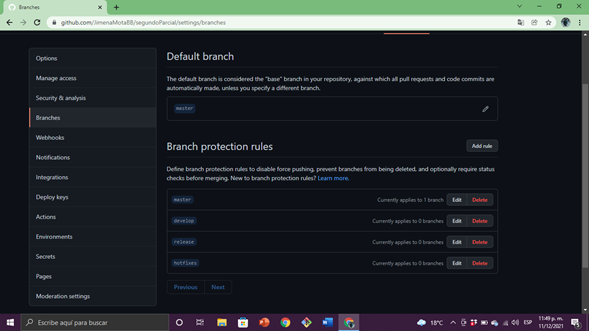 Branches
github.com/JimenaMota88/segundoParcial/settings/branches
Options
Manage access
Security & analysis
Branches
Webhooks
Notifications
Integrations
Deploy keys
Actions
Environments
Secrets
Pages
Moderation settings
Default branch
The default branch is considered the "base" branch in your repository, against which all pull requests and code commits are
automatically made, unless you specify a different branch.
master
Branch protection rules
Add rule
Define branch protection rules to disable force pushing, prevent branches from being deleted, and optionally require status
checks before merging. New to branch protection rules? Learn more.
master Currently applies to 1 branch Edit Delete
develop Currently applies to 0 branches Edit Delete
release Currently applies to 0 branches Edit Delete
hotfixes Currently applies to 0 branches Edit Delete
Previous Next
Escribe aquí para buscar
18°C
ESP
11:49 p. m.
11/12/2021